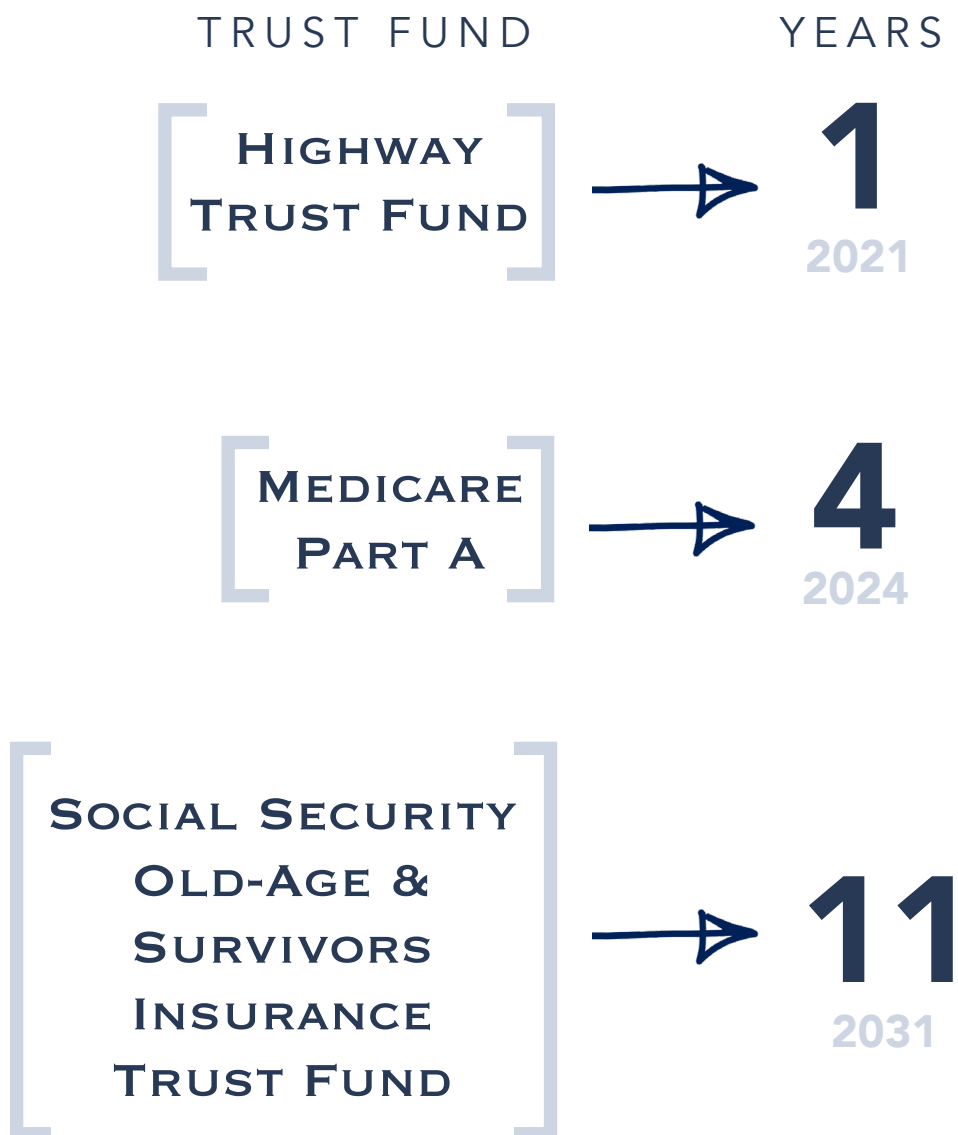 TRUST FUND YEARS
HIGHWAY
TRUST FUND
1
2021
MEDICARE
PART A
4
2024
SOCIAL SECURITY
OLD-AGE &
SURVIVORS
INSURANCE
TRUST FUND
11
2031